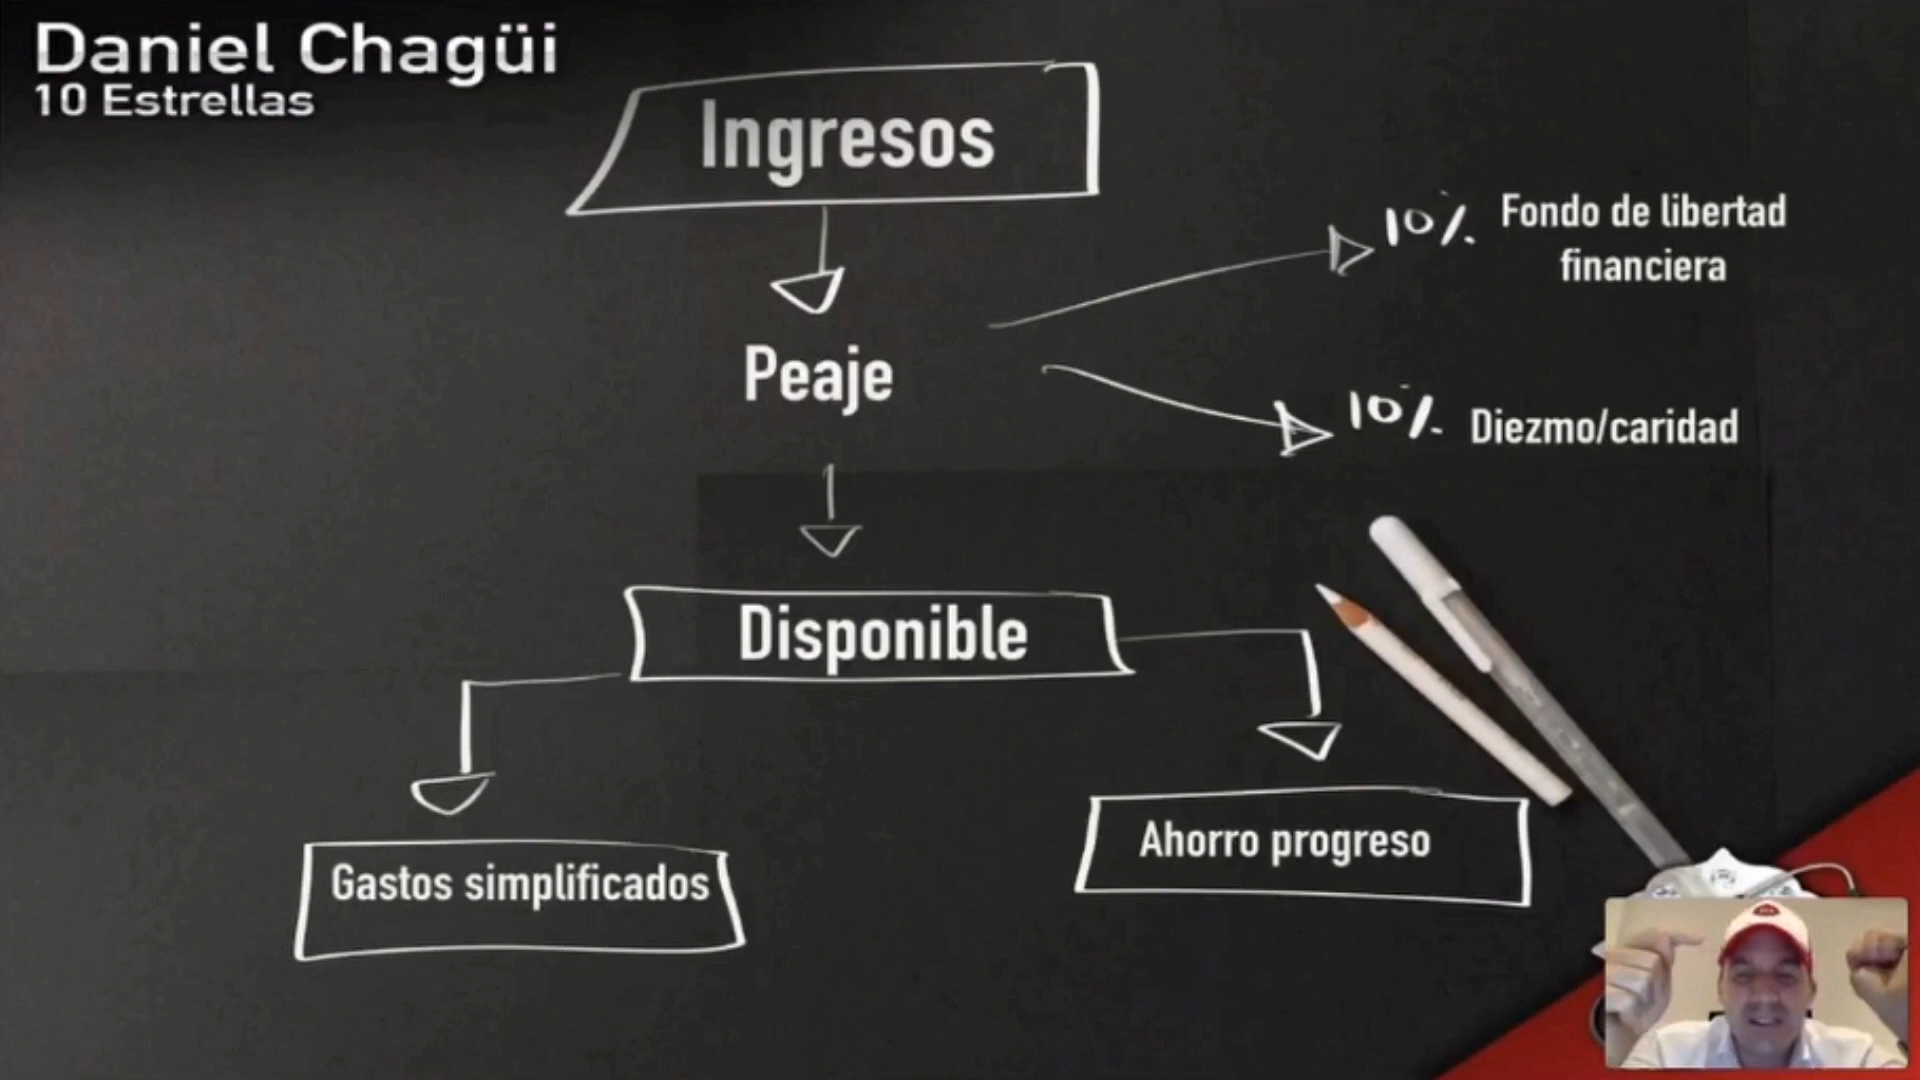 Daniel Chagüi
10 Estrellas
Ingresos
10% Fondo de libertad
financiera
Peaje
10% Diezmo/caridad
Disponible
Ahorro progreso
Gastos simplificados